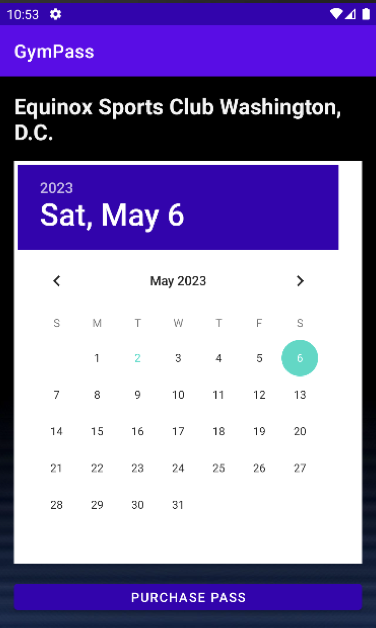 10:53
GymPass
Equinox Sports Club Washington,
D.C.
2023
Sat, May 6
May 2023
S M T W T F S
1 2 3 4 5 6
7 8 9 10 11 12 13
14 15 16 17 18 19 20
21 22 23 24 25 26 27
28 29 30 31
PURCHASE PASS